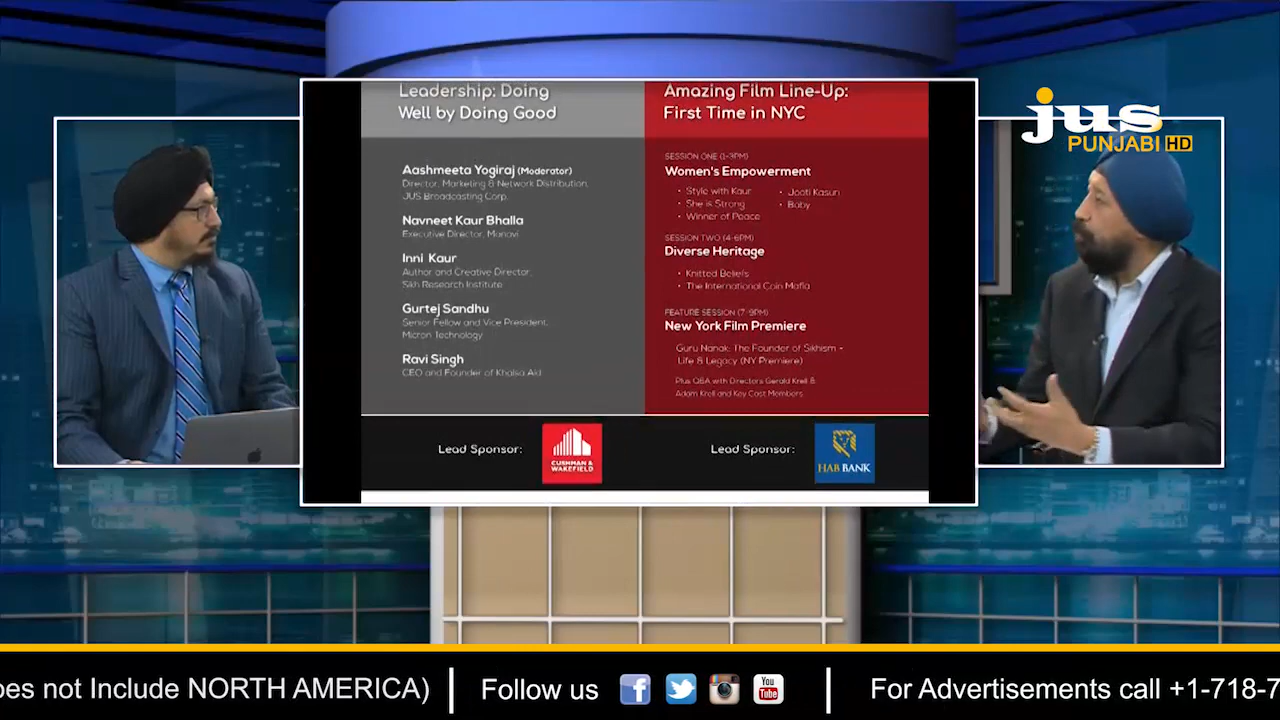 jus
PUNJABI HD
Leadership: Doing
Well by Doing Good
Aashmeeta Yogiraj (Moderator)
Director, Marketing & Network Distribution,
JUS Broadcasting Corp.
Navneet Kaur Bhalla
Executive Director, Manavi
Inni Kaur
Author and Creative Director,
Sikh Research Institute
Gurtej Sandhu
Senior Fellow and Vice President,
Micron Technology
Ravi Singh
CEO and Founder of Khalsa Aid
Amazing Film Line-Up:
First Time in NYC
SESSION ONE (1-3PM)
Women's Empowerment
• Style with Kaur
• She is Strong
• Winner of Peace
• Jooti Kasuri
• Baby
SESSION TWO (4-6PM)
Diverse Heritage
• Knitted Beliefs
• The International Coin Mafia
FEATURE SESSION (7-9PM)
New York Film Premiere
Guru Nanak: The Founder of Sikhism -
Life & Legacy (NY Premiere)
Plus Q&A with Directors Gerald Krell &
Adam Krell and Key Cast Members
Lead Sponsor:
CUSHMAN &
WAKEFIELD
Lead Sponsor:
HAB BANK
oes not Include NORTH AMERICA)
Follow us
You
Tube
For Advertisements call +1-718-7